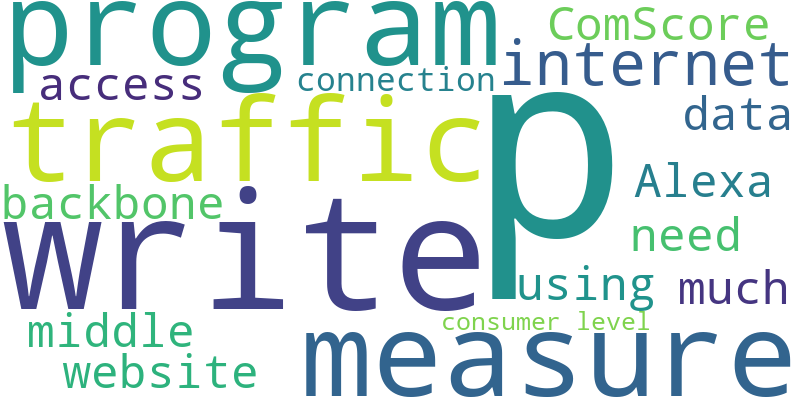 program
ComScore
internet
access
connection
traffic
p
data
Alexa
backbone
write
need
using
much
middle
consumer level
measure
website